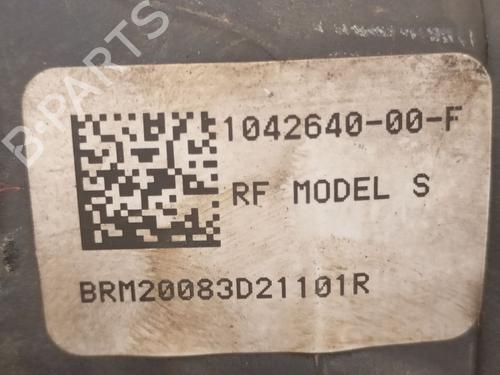 B-PARTS
1042640-00-F
RF MODEL S
BRM20083D21101R